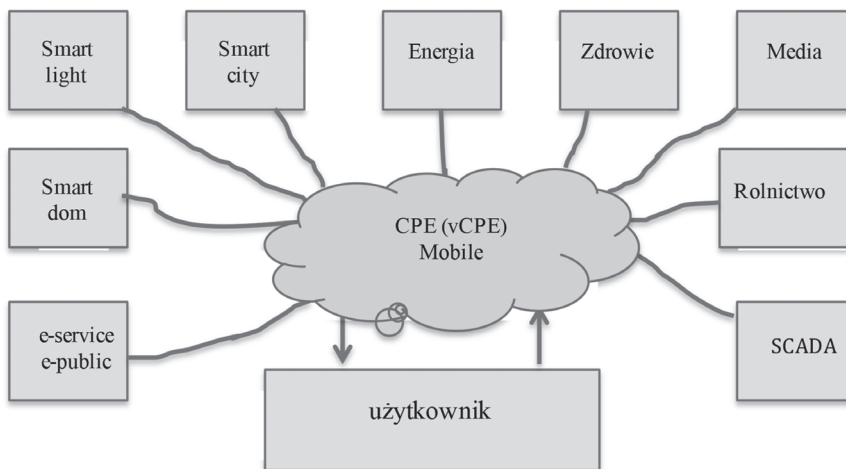 Smart
light
Smart
city
Energia
Zdrowie
Media
Smart
dom
CPE (vCPE)
Mobile
Rolnictwo
e-service
e-public
SCADA
użytkownik